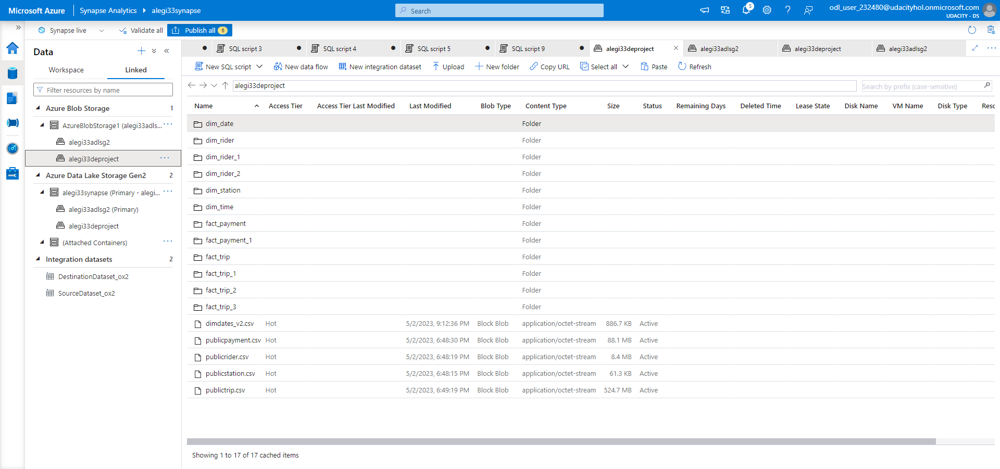 Microsoft Azure Synapse Analytics alegi33synapse Search 5 odl_user_232480@udacityhol.onmicrosoft.com
UDACITY - DS
Synapse live Validate all Publish all 6
Data
Workspace Linked
Filter resources by name
Azure Blob Storage 1
AzureBlobStorage1 (alegi33adls...
alegi33adlsg2
alegi33deproject
Azure Data Lake Storage Gen2 2
alegi33synapse (Primary - alegi...
alegi33adlsg2 (Primary)
alegi33deproject
(Attached Containers)
Integration datasets 2
DestinationDataset_ox2
SourceDataset_ox2
SQL script 3 SQL script 4 SQL script 5 SQL script 9 alegi33deproject alegi33adlsg2 alegi33deproject alegi33adlsg2
New SQL script New data flow New integration dataset Upload New folder Copy URL Select all Paste Refresh
alegi33deproject Search by prefix (case-sensitive)
Name Access Tier Access Tier Last Modified Last Modified Blob Type Content Type Size Status Remaining Days Deleted Time Lease State Disk Name VM Name Disk Type Resc
dim_date Folder
dim_rider Folder
dim_rider_1 Folder
dim_rider_2 Folder
dim_station Folder
dim_time Folder
fact_payment Folder
fact_payment_1 Folder
fact_trip Folder
fact_trip_1 Folder
fact_trip_2 Folder
fact_trip_3 Folder
dimdates_v2.csv Hot 5/2/2023, 9:12:36 PM Block Blob application/octet-stream 886.7 KB Active
publicpayment.csv Hot 5/2/2023, 6:48:30 PM Block Blob application/octet-stream 88.1 MB Active
publicrider.csv Hot 5/2/2023, 6:48:19 PM Block Blob application/octet-stream 8.4 MB Active
publicstation.csv Hot 5/2/2023, 6:48:15 PM Block Blob application/octet-stream 61.3 KB Active
publictrip.csv Hot 5/2/2023, 6:49:19 PM Block Blob application/octet-stream 524.7 MB Active
Showing 1 to 17 of 17 cached items